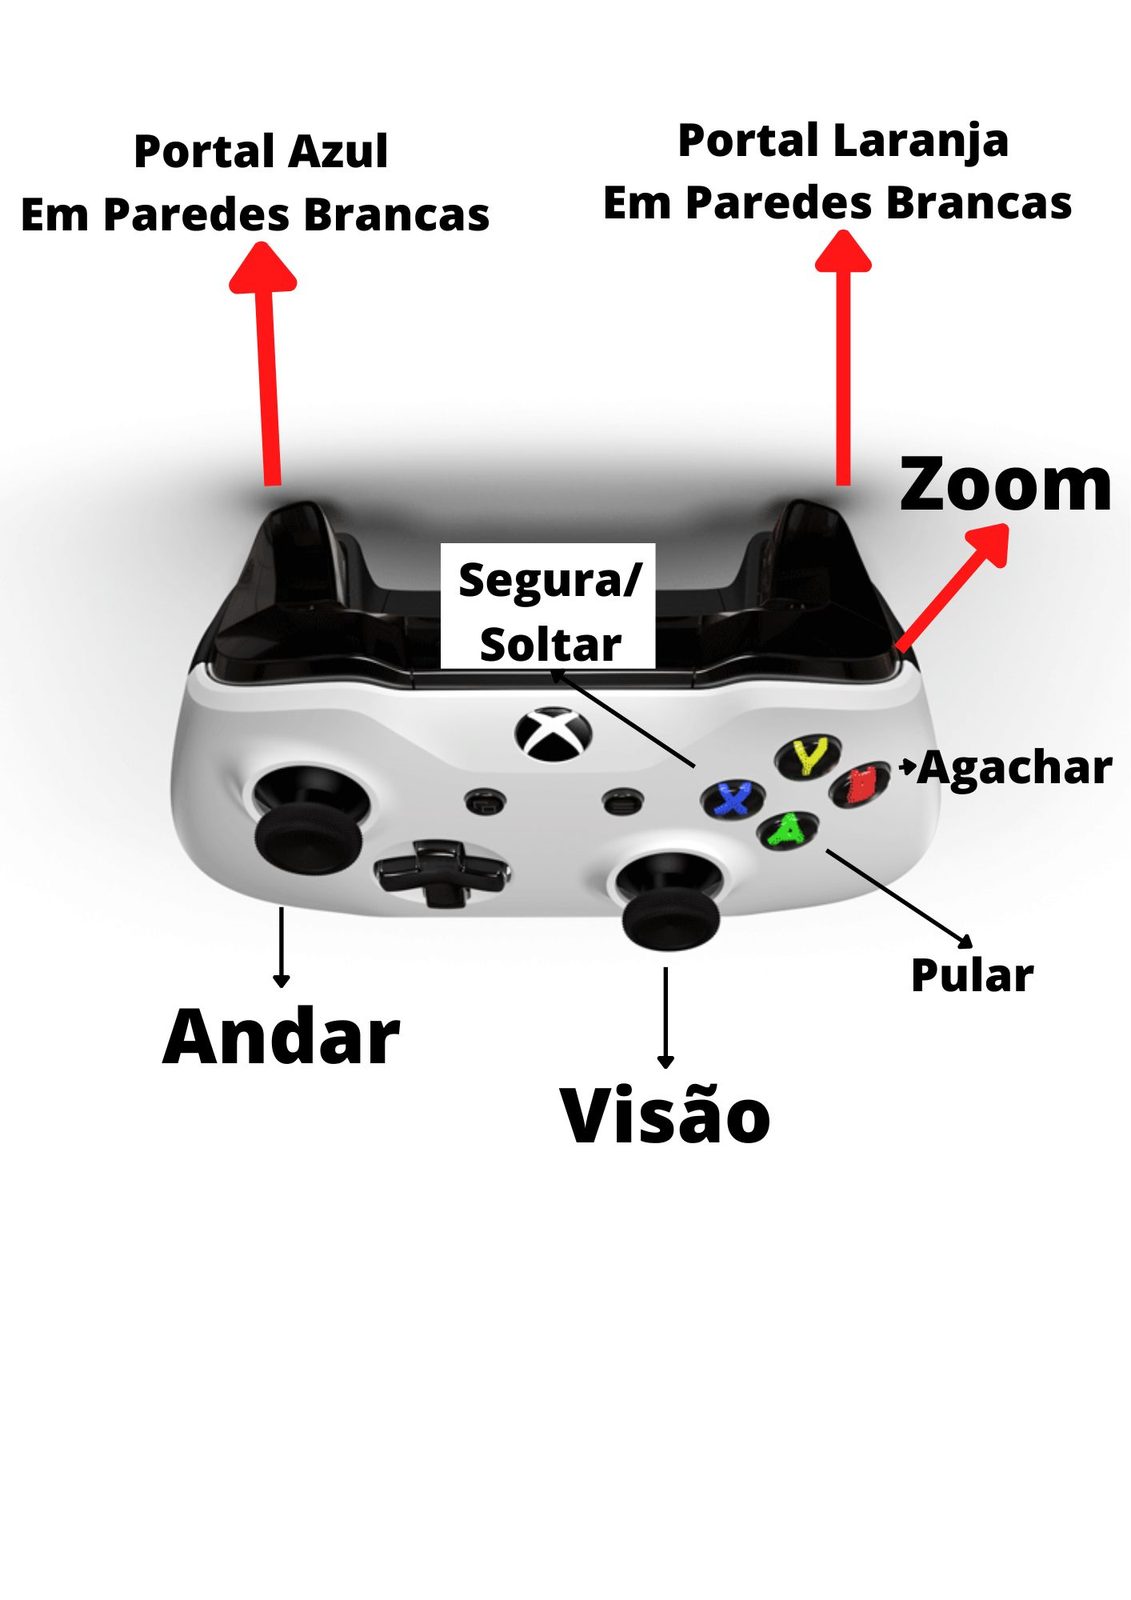 Portal Azul
Em Paredes Brancas
Portal Laranja
Em Paredes Brancas
Zoom
Segura/
Soltar
Y
X
A
Agachar
Pular
Andar
Visão